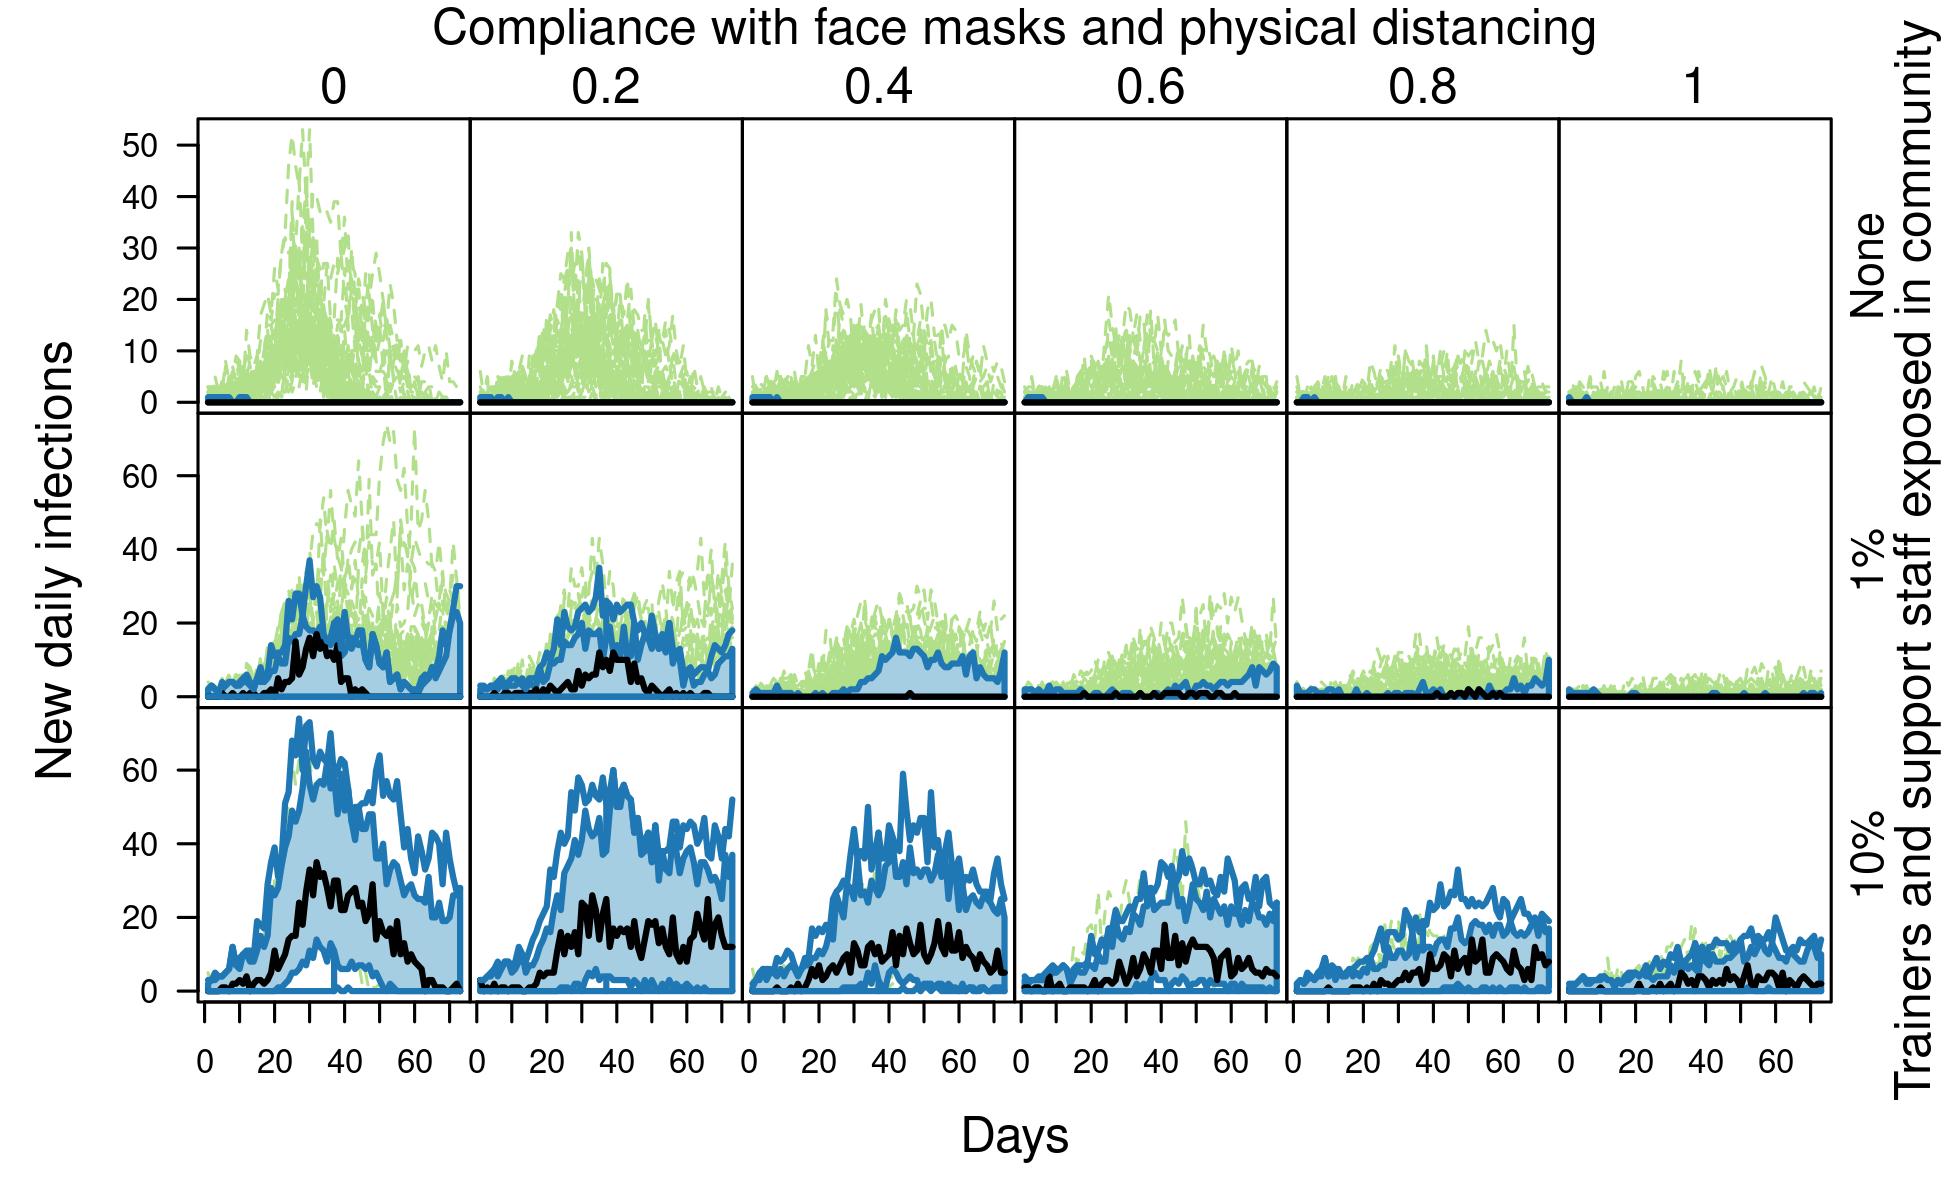 Compliance with face masks and physical distancing
0 0.2 0.4 0.6 0.8 1
50
40
30
20
10
0
60
40
20
0
60
40
20
0
New daily infections
None
1%
10%
Trainers and support staff exposed in community
0 20 40 60 0 20 40 60 0 20 40 60 0 20 40 60 0 20 40 60 0 20 40 60
Days